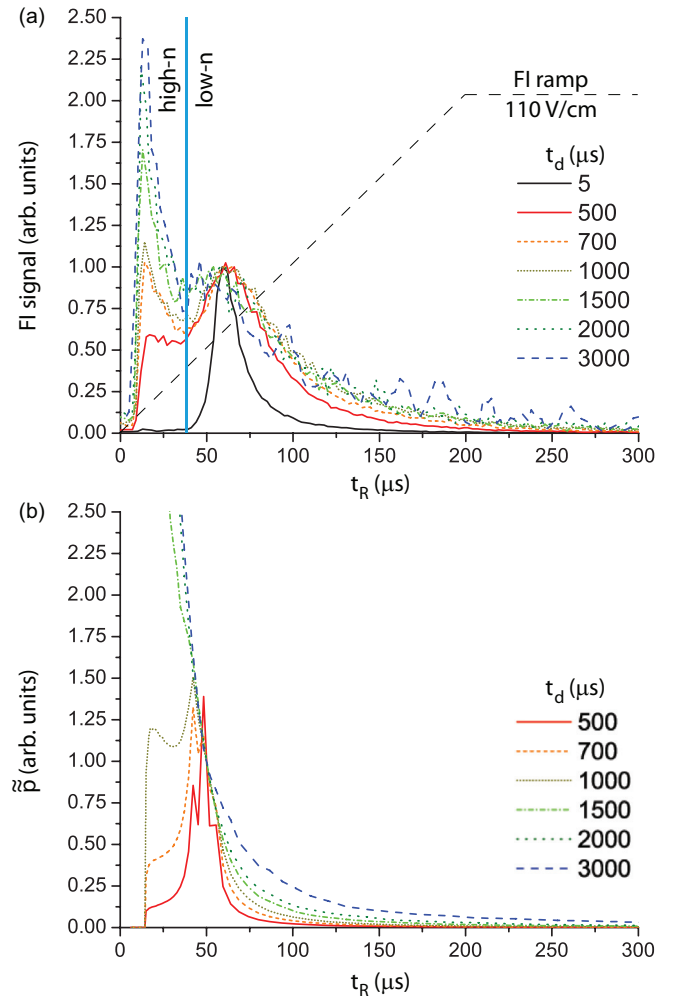 (a)
2.50
2.25
2.00
1.75
1.50
1.25
1.00
0.75
0.50
0.25
0.00
FI signal (arb. units)
high-n
low-n
FI ramp
110 V/cm
t_d (μs)
5
500
700
1000
1500
2000
3000
0 50 100 150 200 250 300
t_R (μs)
(b)
2.50
2.25
2.00
1.75
1.50
1.25
1.00
0.75
0.50
0.25
0.00
p̃̃ (arb. units)
t_d (μs)
500
700
1000
1500
2000
3000
0 50 100 150 200 250 300
t_R (μs)